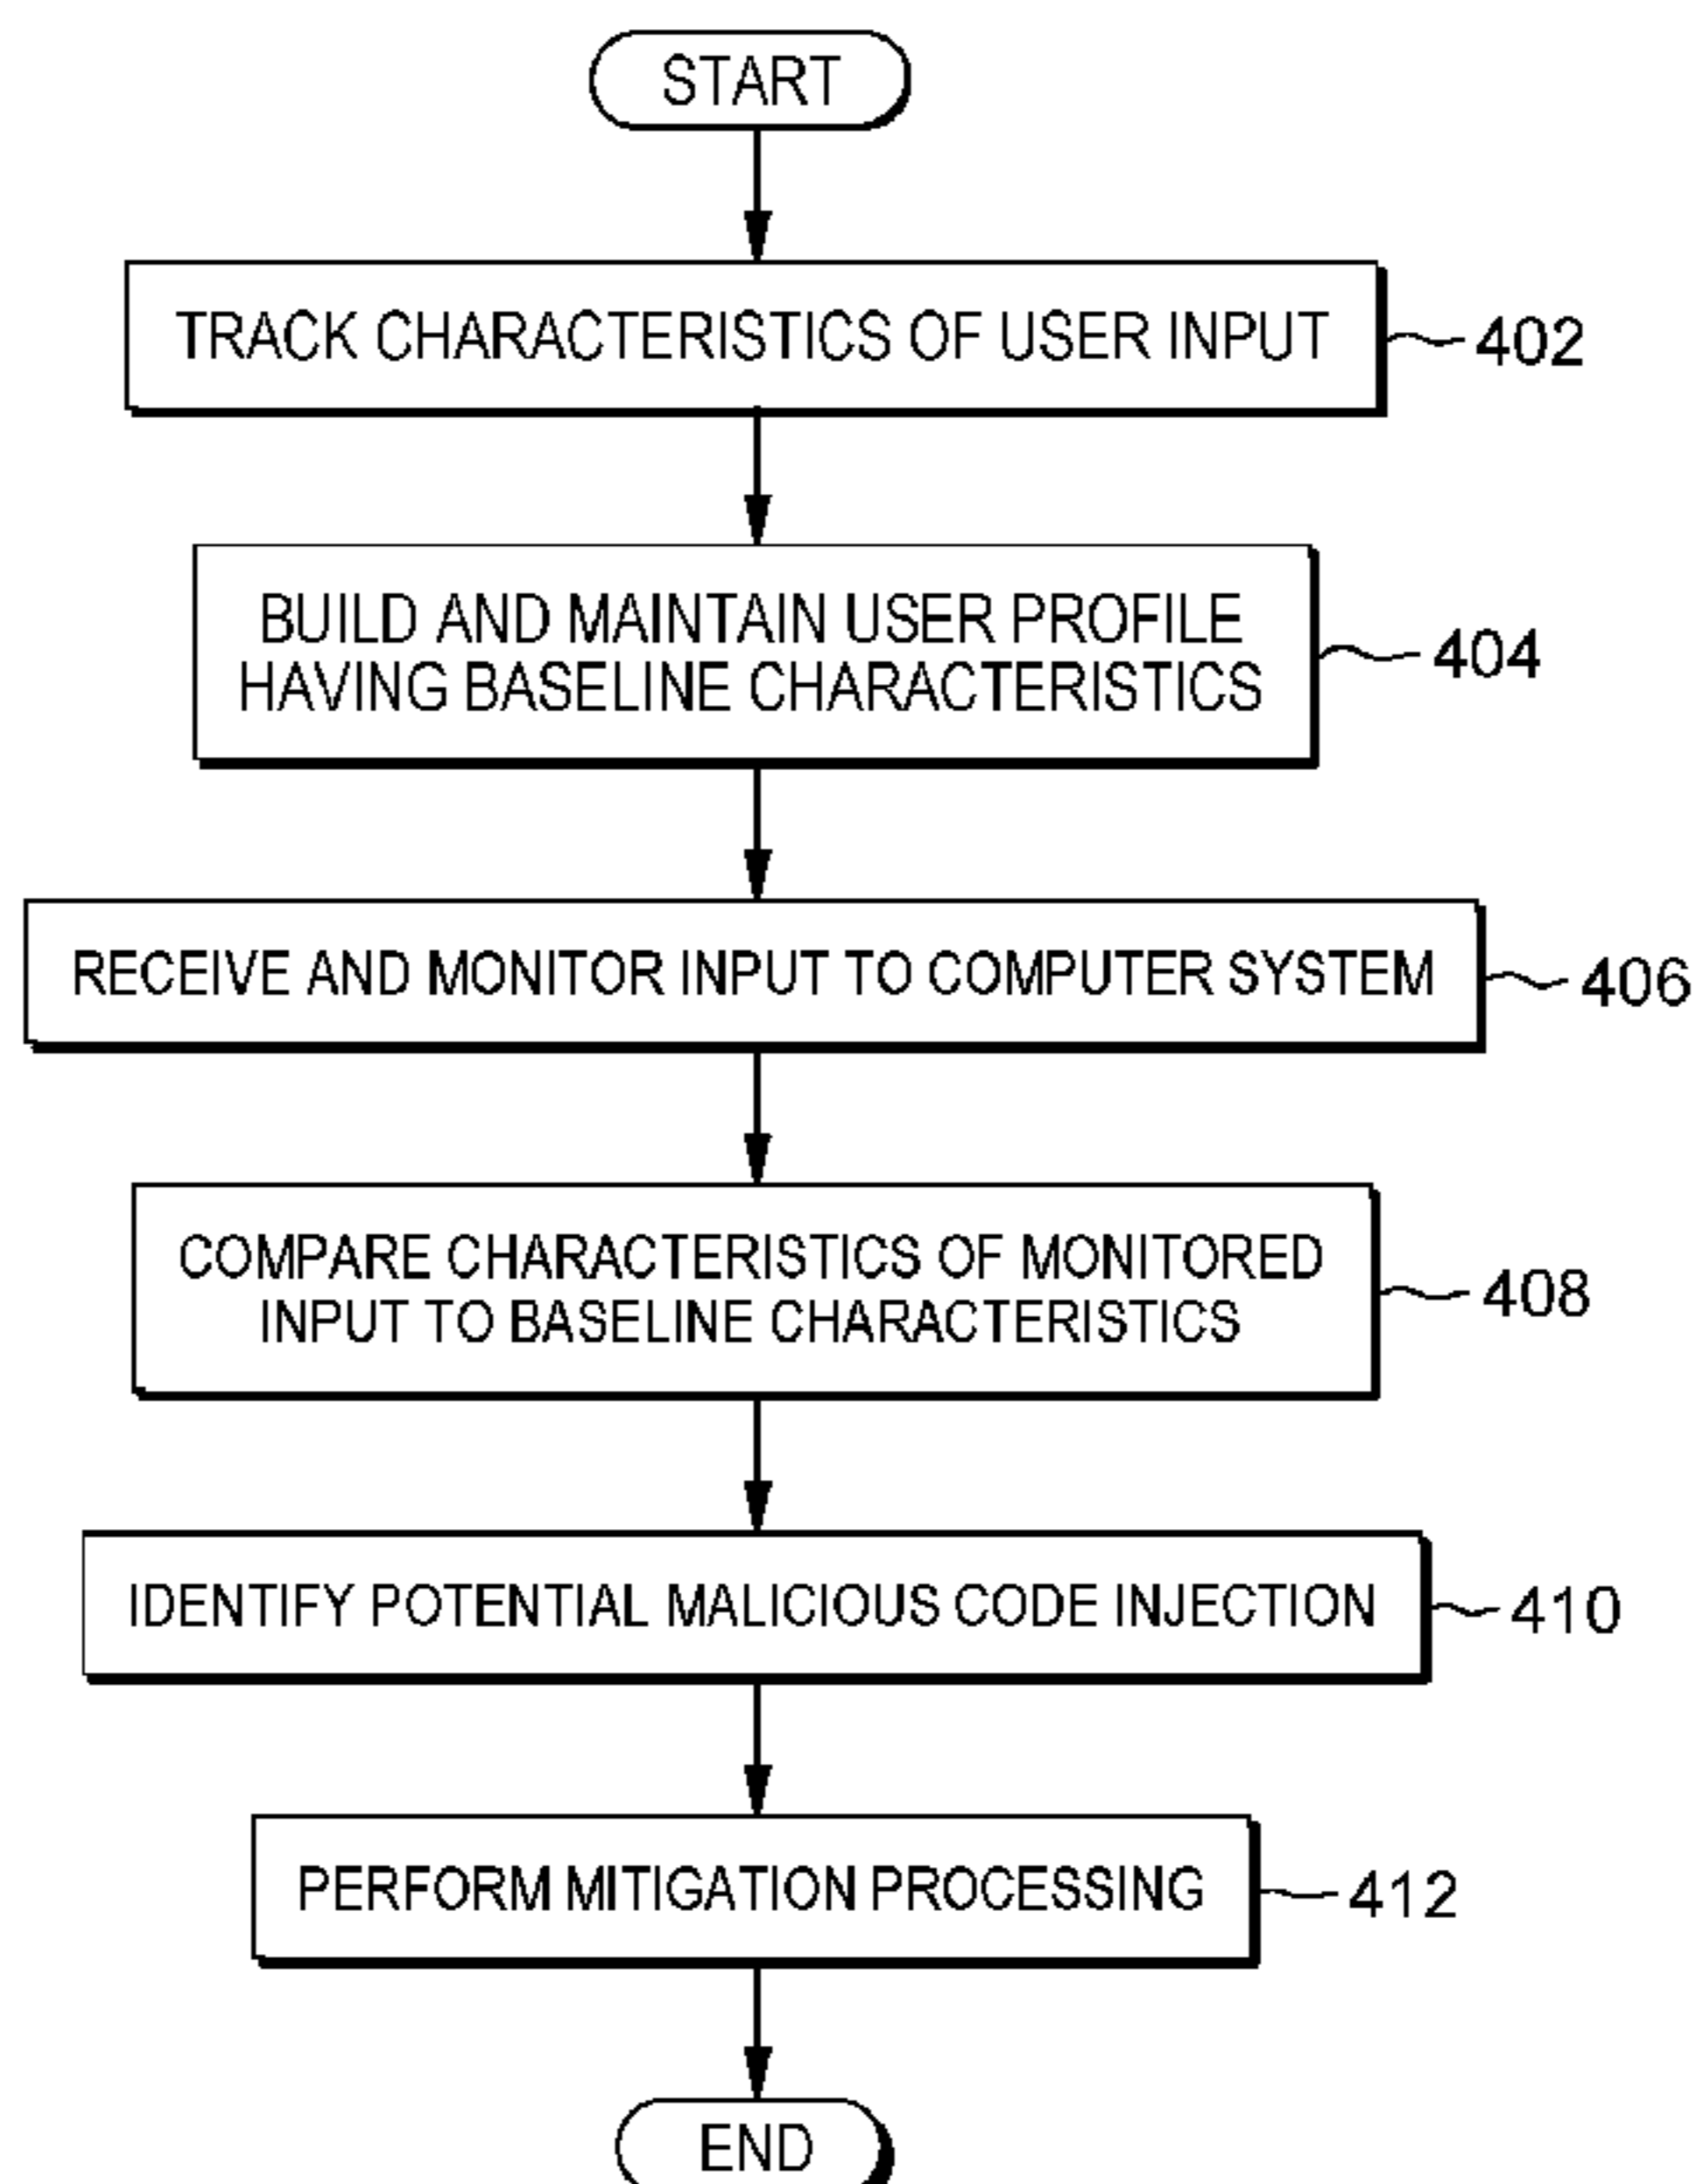 START
TRACK CHARACTERISTICS OF USER INPUT
402
BUILD AND MAINTAIN USER PROFILE
HAVING BASELINE CHARACTERISTICS
404
RECEIVE AND MONITOR INPUT TO COMPUTER SYSTEM
406
COMPARE CHARACTERISTICS OF MONITORED
INPUT TO BASELINE CHARACTERISTICS
408
IDENTIFY POTENTIAL MALICIOUS CODE INJECTION
410
PERFORM MITIGATION PROCESSING
412
END